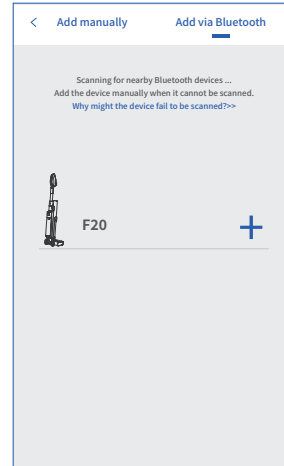 < Add manually Add via Bluetooth
Scanning for nearby Bluetooth devices ...
Add the device manually when it cannot be scanned.
Why might the device fail to be scanned?>>
F20